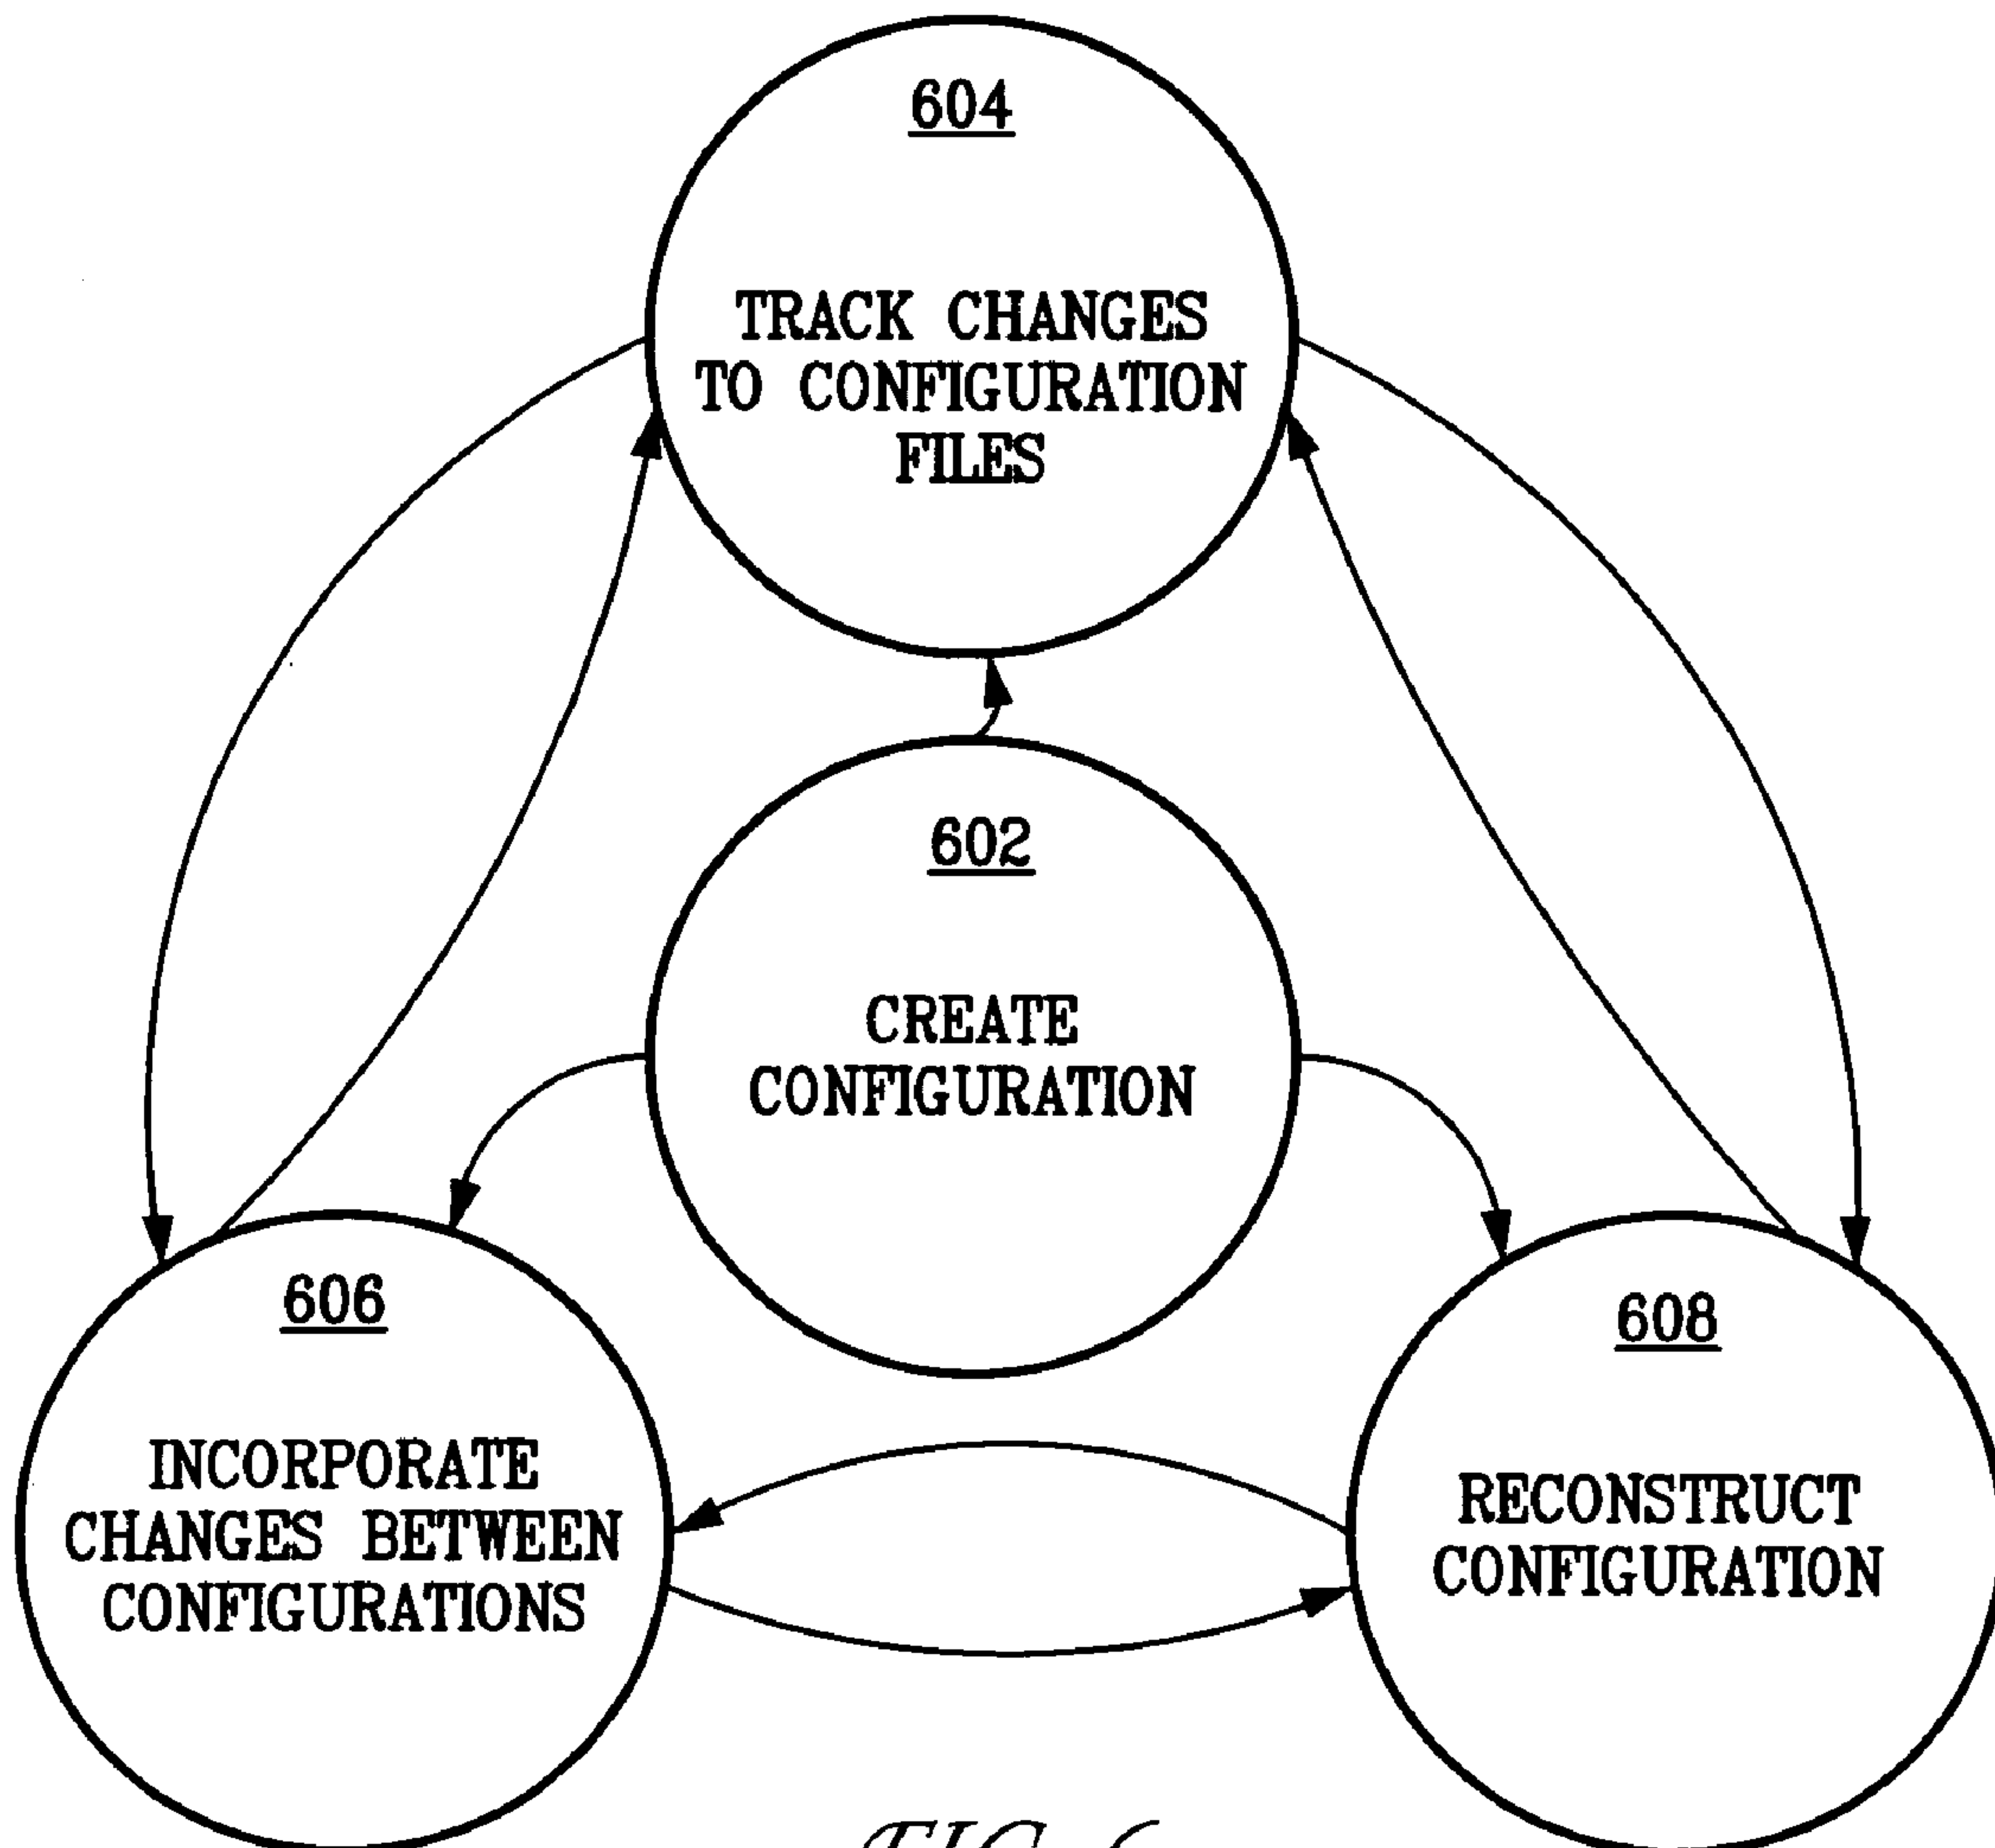 604
TRACK CHANGES
TO CONFIGURATION
FILES
602
CREATE
CONFIGURATION
606
INCORPORATE
CHANGES BETWEEN
CONFIGURATIONS
608
RECONSTRUCT
CONFIGURATION